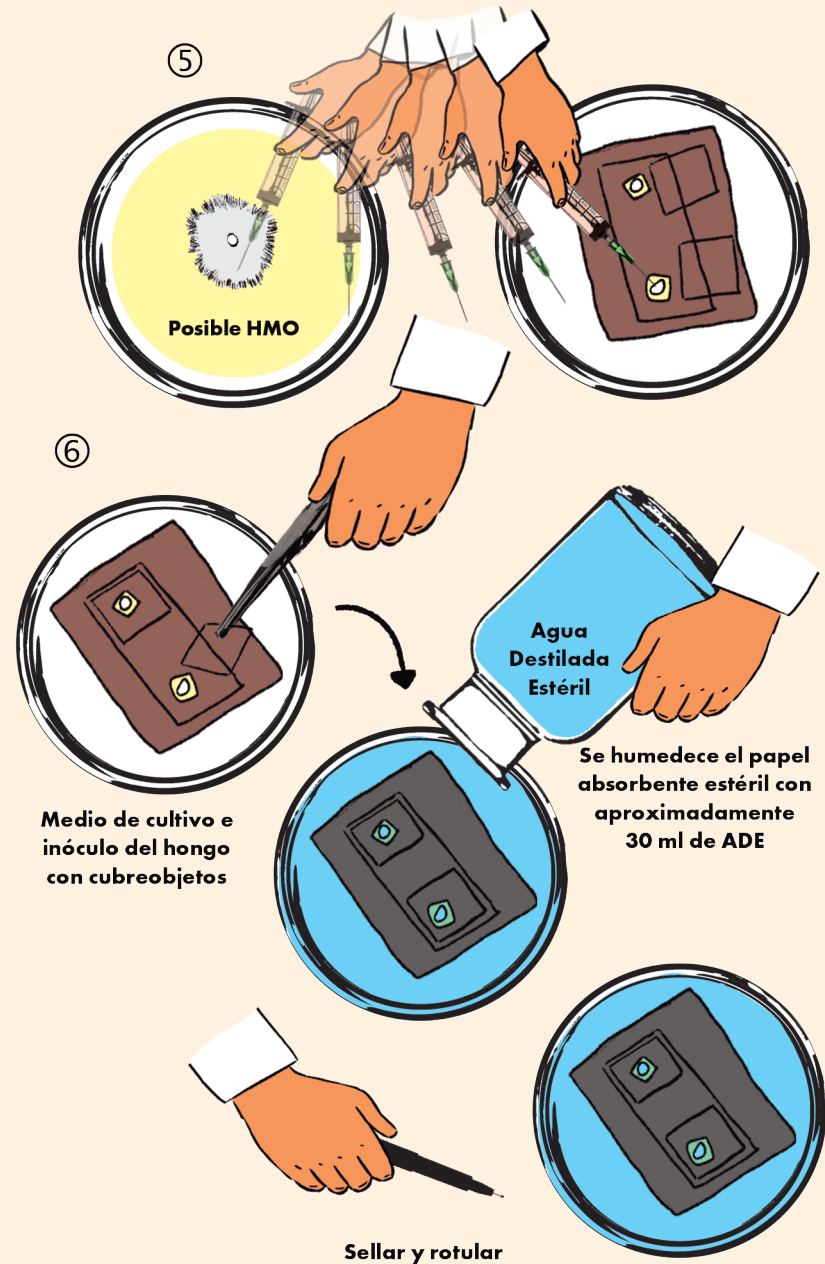 ⑤
Posible HMO
⑥
Agua
Destilada
Estéril
Se humedece el papel
absorbente estéril con
aproximadamente
30 ml de ADE
Medio de cultivo e
inóculo del hongo
con cubreobjetos
Sellar y rotular